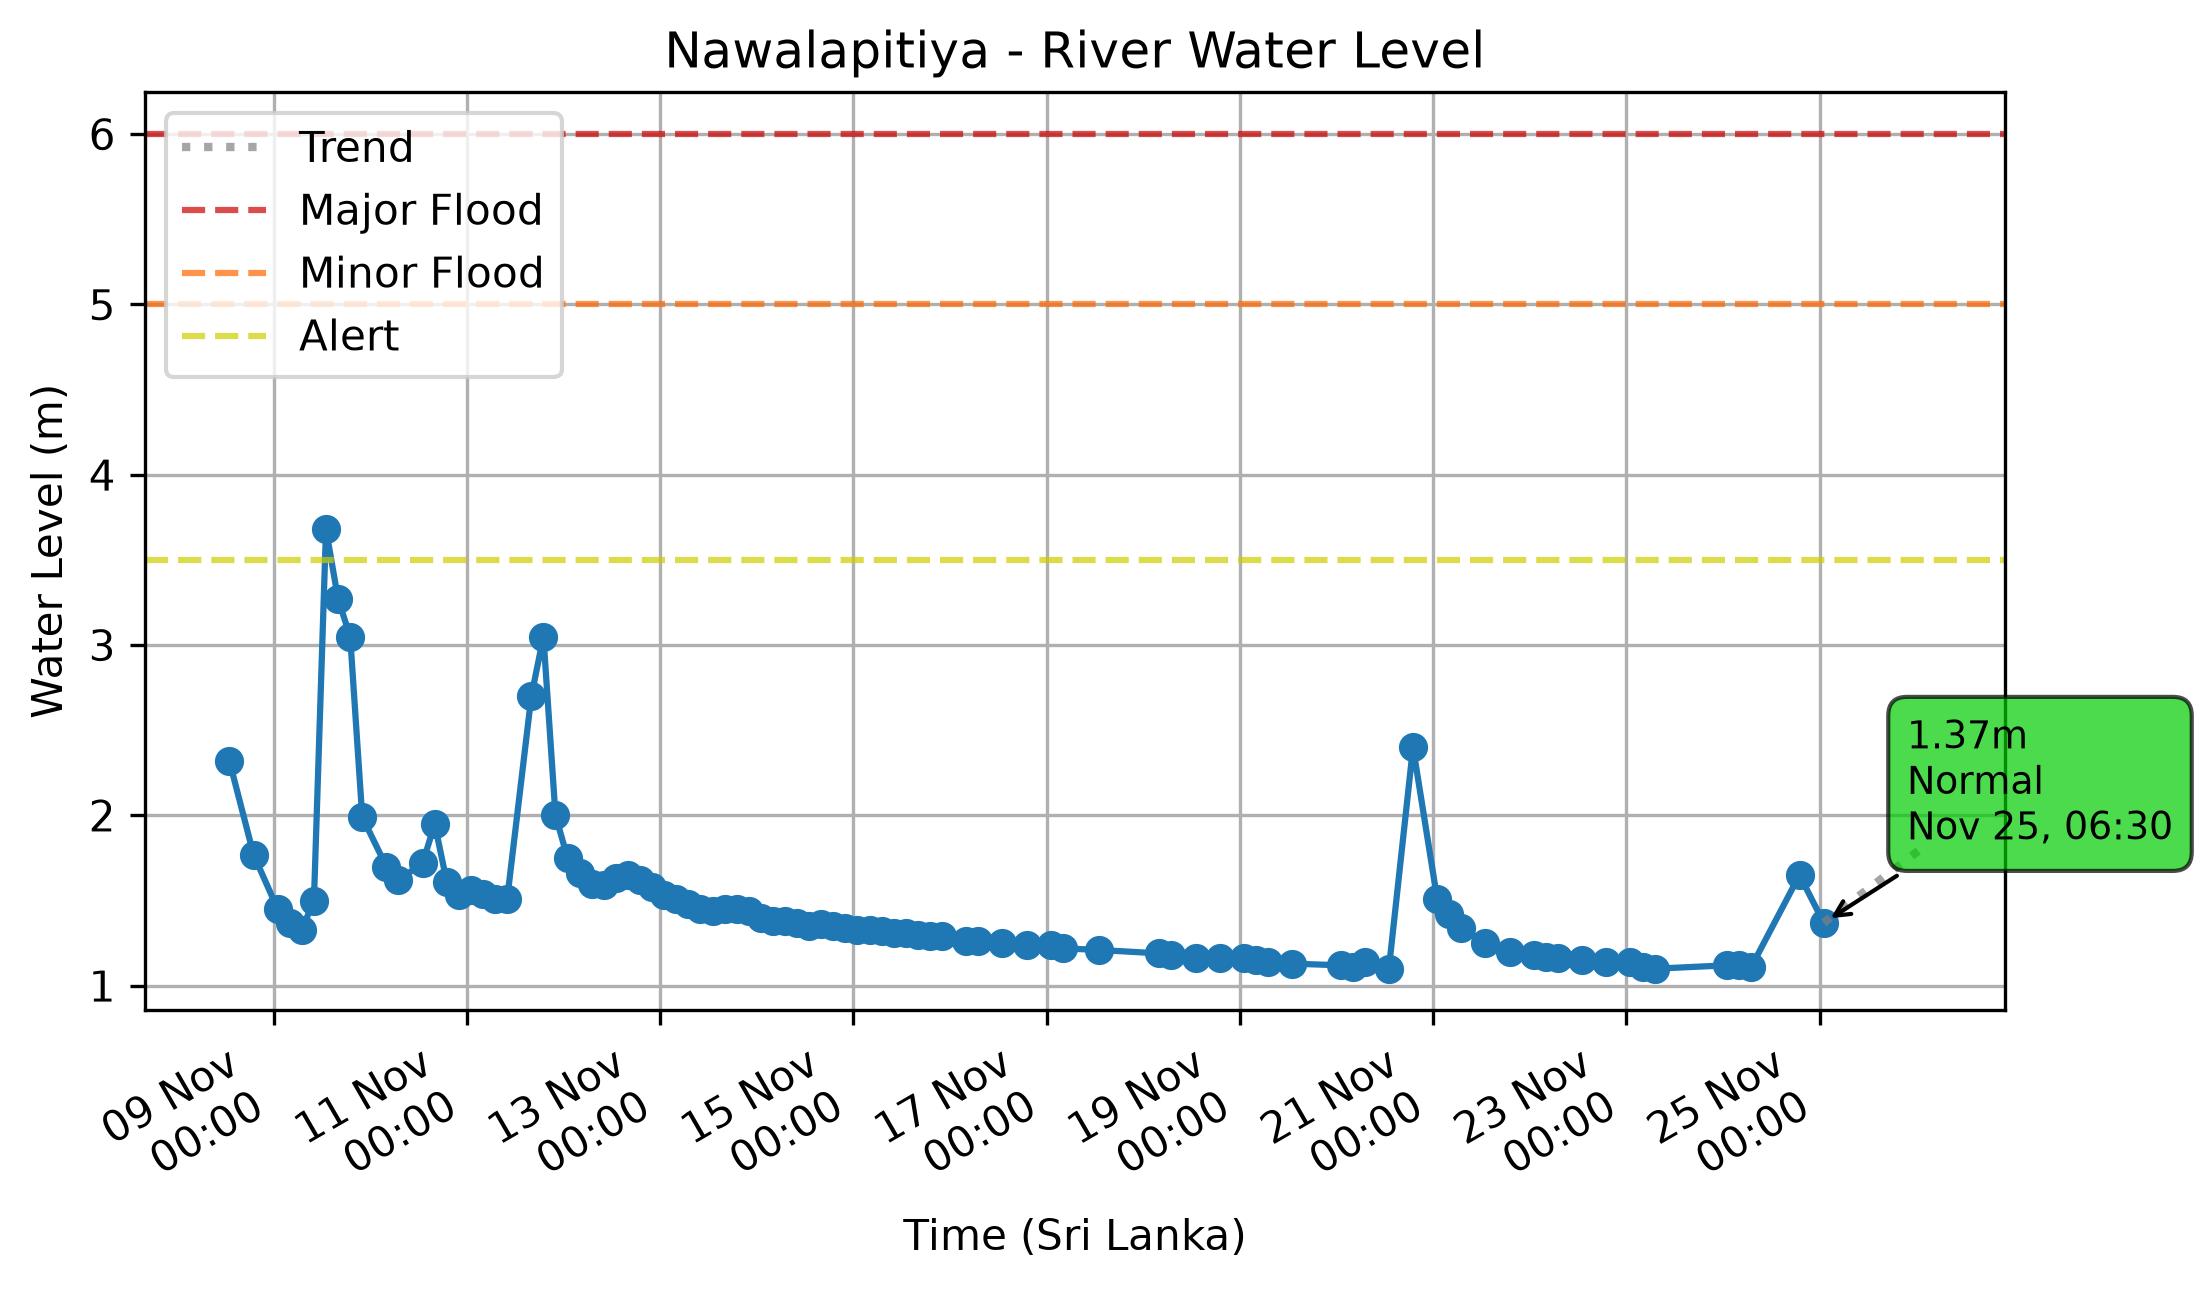 Nawalapitiya - River Water Level
Trend
Major Flood
Minor Flood
Alert
6
5
4
3
2
1
Water Level (m)
1.37m
Normal
Nov 25, 06:30
09 Nov
00:00
11 Nov
00:00
13 Nov
00:00
15 Nov
00:00
17 Nov
00:00
19 Nov
00:00
21 Nov
00:00
23 Nov
00:00
25 Nov
00:00
Time (Sri Lanka)